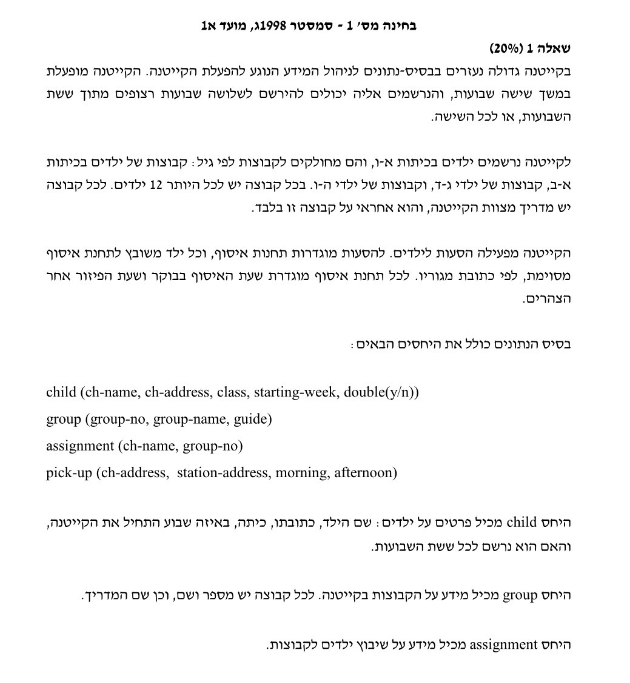 בחינה מס׳ 1 - סמסטר 1998ג, מועד א1
שאלה 1 (20%)
בקייטנה גדולה נעזרים בבסיס-נתונים לניהול המידע הנוגע להפעלת הקייטנה. הקייטנה מופעלת
במשך שישה שבועות, והנרשמים אליה יכולים להירשם לשלושה שבועות רצופים מתוך ששת
השבועות, או לכל השישה.
לקייטנה נרשמים ילדים בכיתות א-ו, והם מחולקים לקבוצות לפי גיל: קבוצות של ילדים בכיתות
א-ב, קבוצות של ילדי ג-ד, וקבוצות של ילדי ה-ו. בכל קבוצה יש לכל היותר 12 ילדים. לכל קבוצה
יש מדריך מצוות הקייטנה, והוא אחראי על קבוצה זו בלבד.
הקייטנה מפעילה הסעות לילדים. להסעות מוגדרות תחנות איסוף, וכל ילד משובץ לתחנת איסוף
מסוימת, לפי כתובת מגוריו. לכל תחנת איסוף מוגדרת שעת האיסוף בבוקר ושעת הפיזור אחר
הצהרים.
בסיס הנתונים כולל את היחסים הבאים:
child (ch-name, ch-address, class, starting-week, double(y/n))
group (group-no, group-name, guide)
assignment (ch-name, group-no)
pick-up (ch-address, station-address, morning, afternoon)
היחס child מכיל פרטים על ילדים: שם הילד, כתובתו, כיתה, באיזה שבוע התחיל את הקייטנה,
והאם הוא נרשם לכל ששת השבועות.
היחס group מכיל מידע על הקבוצות בקייטנה. לכל קבוצה יש מספר ושם, וכן שם המדריך.
היחס assignment מכיל מידע על שיבוץ ילדים לקבוצות.